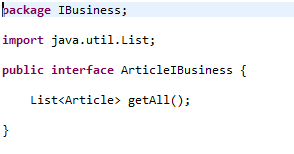 package IBusiness;
import java.util.List;
public interface ArticleIBusiness {
List<Article> getAll();
}